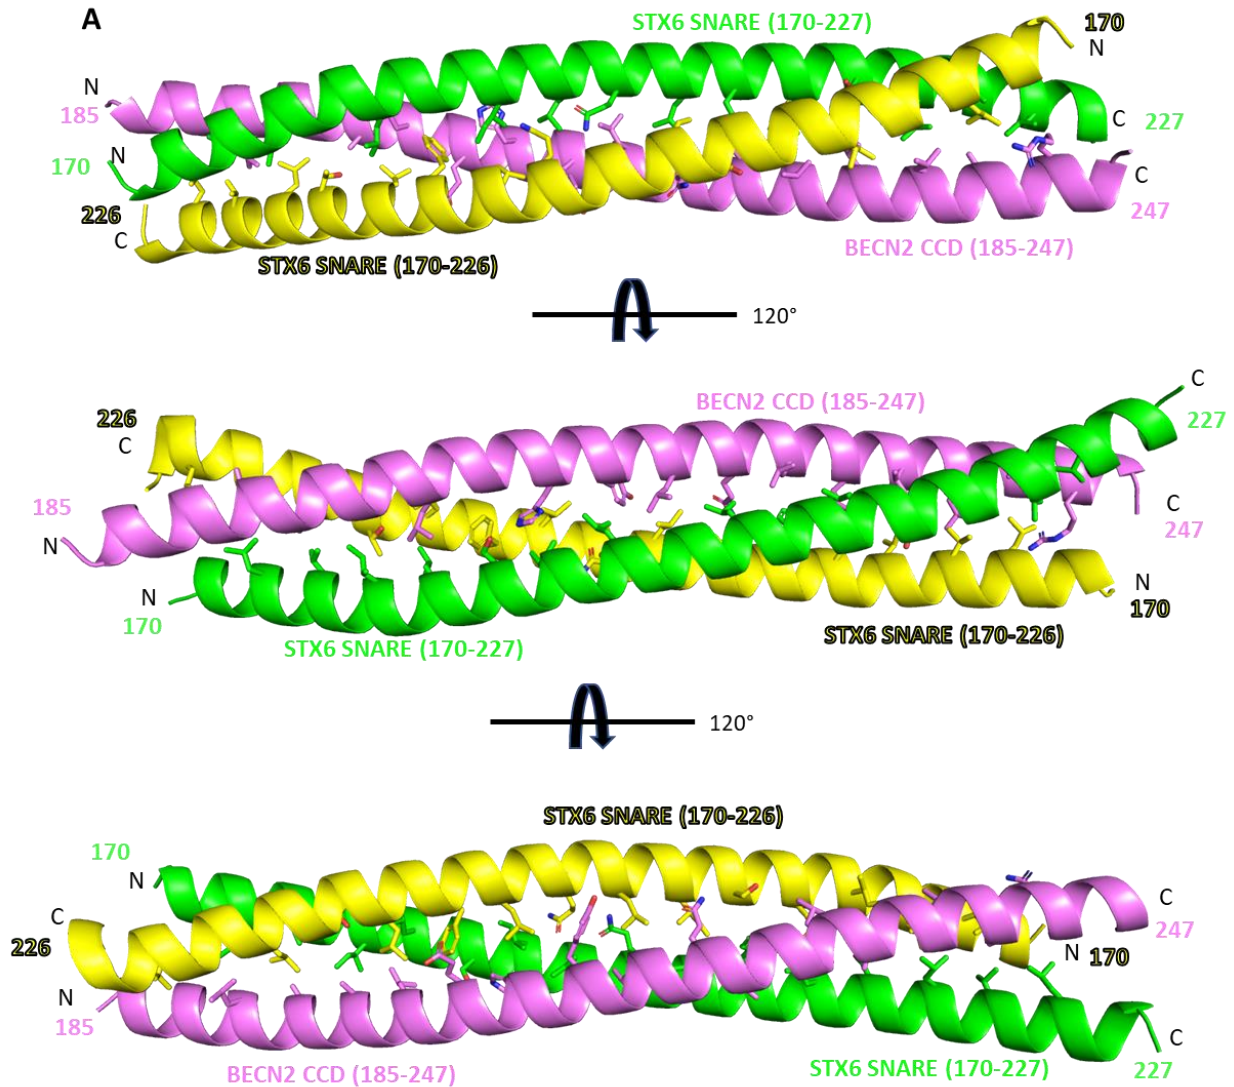 A
STX6 SNARE (170-227)
170
N
N
185
C 227
N
170
C
226
247
C
BECN2 CCD (185-247)
STX6 SNARE (170-226)
120°
C
BECN2 CCD (185-247)
226
227
C
185
C
N
247
N
N
170
170
STX6 SNARE (170-226)
STX6 SNARE (170-227)
120°
STX6 SNARE (170-226)
170
N
C
C
247
226
N 170
N
185
C
STX6 SNARE (170-227)
227
BECN2 CCD (185-247)